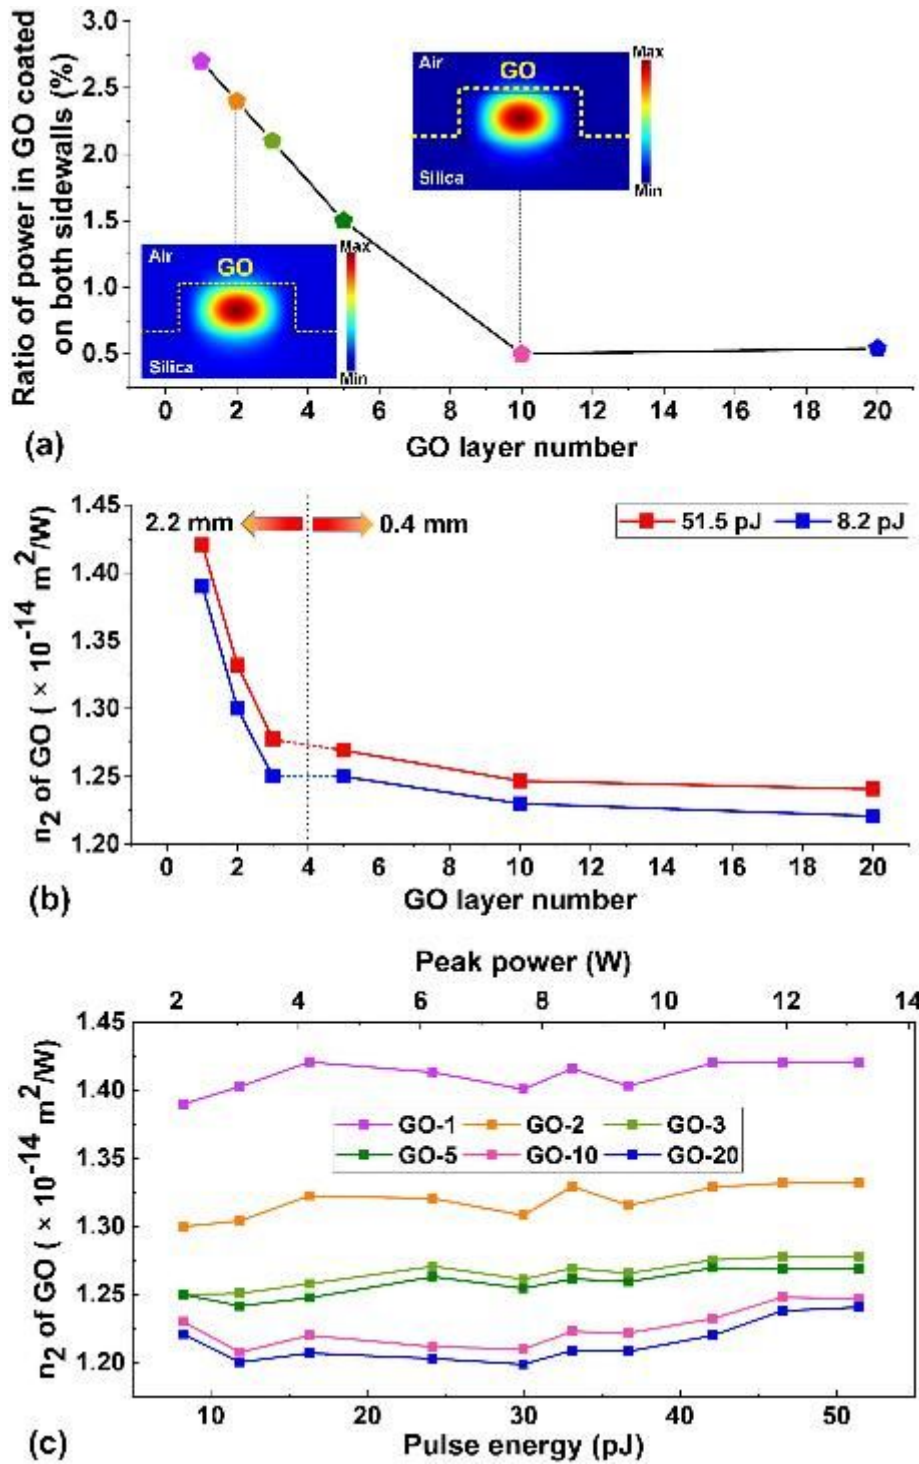 Ratio of power in GO coated
on both sidewalls (%)
3.0
2.5
2.0
1.5
1.0
0.5
Air
GO
Silica
Max
Min
Air
GO
Silica
Max
Min
0 2 4 6 8 10 12 14 16 18 20
GO layer number
(a)
n2 of GO ( × 10-14 m2/W)
1.45
1.40
1.35
1.30
1.25
1.20
2.2 mm
0.4 mm
51.5 pJ 8.2 pJ
0 2 4 6 8 10 12 14 16 18 20
GO layer number
(b)
Peak power (W)
2 4 6 8 10 12 14
n2 of GO ( × 10-14 m2/W)
1.45
1.40
1.35
1.30
1.25
1.20
GO-1 GO-2 GO-3
GO-5 GO-10 GO-20
10 20 30 40 50
Pulse energy (pJ)
(c)